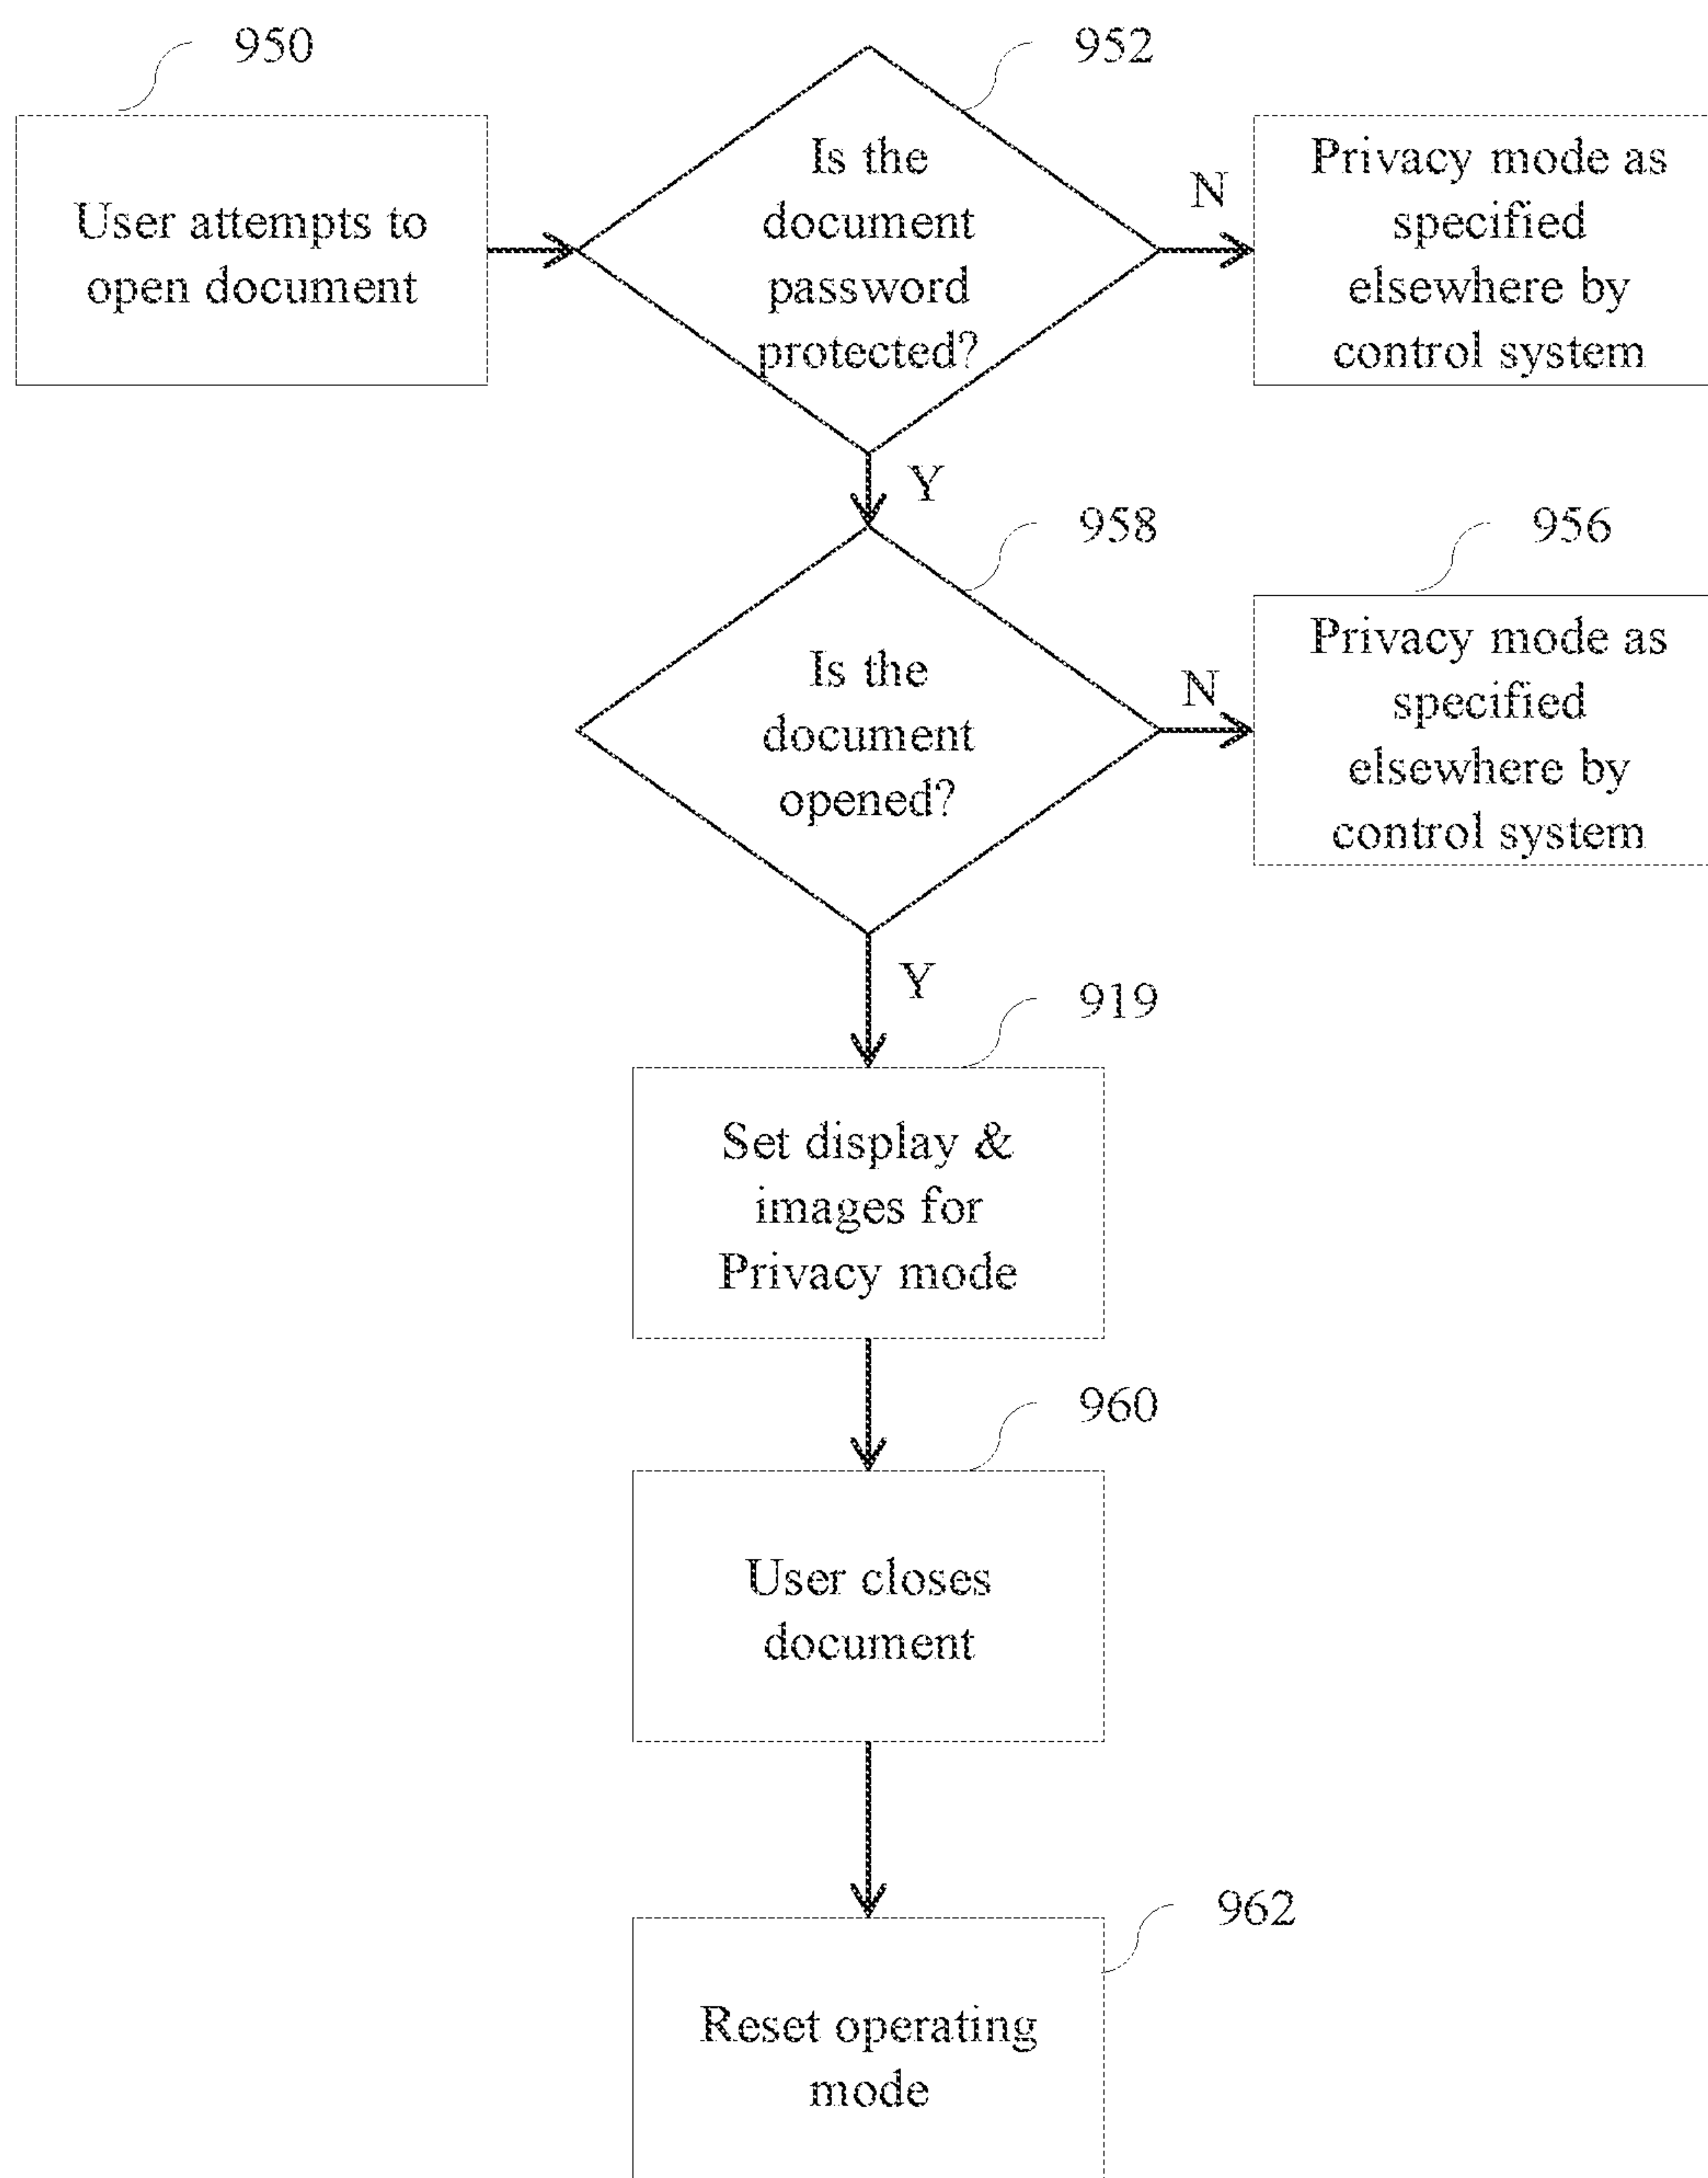 950
User attempts to
open document
952
Is the
document
password
protected?
N
Privacy mode as
specified
elsewhere by
control system
Y
958
Is the
document
opened?
N
956
Privacy mode as
specified
elsewhere by
control system
Y
919
Set display &
images for
Privacy mode
960
User closes
document
962
Reset operating
mode